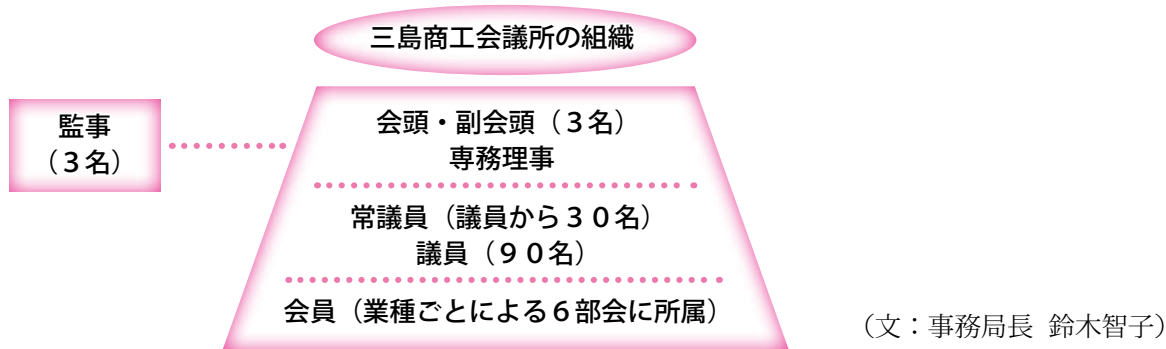 三島商工会議所の組織
監事
（３名）
会頭・副会頭（３名）
専務理事
常議員（議員から３０名）
議員（９０名）
会員（業種ごとによる６部会に所属）
（文：事務局長 鈴木智子）